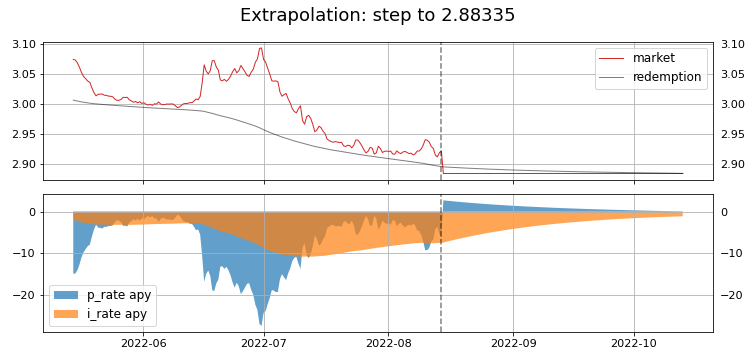 Extrapolation: step to 2.88335
3.10 3.10
3.05 3.05
3.00 3.00
2.95 2.95
2.90 2.90
market
redemption
0 0
−10 −10
−20 −20
p_rate apy
i_rate apy
2022-06 2022-07 2022-08 2022-09 2022-10